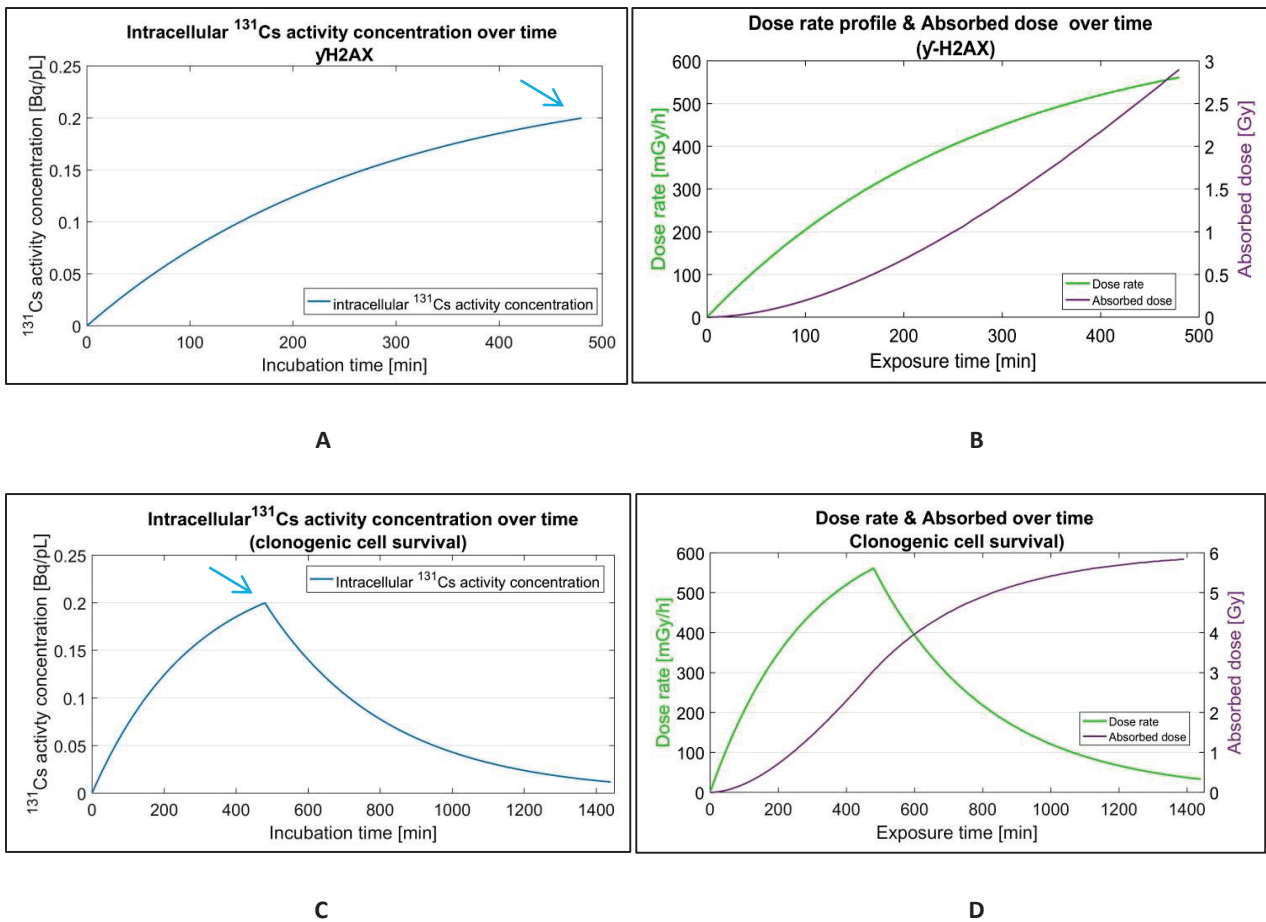 Intracellular ¹³¹Cs activity concentration over time
ɣ́H2AX
¹³¹Cs activity concentration [Bq/pL]
0.25
0.2
0.15
0.1
0.05
0
intracellular ¹³¹Cs activity concentration
0 100 200 300 400 500
Incubation time [min]
A
Dose rate profile & Absorbed dose over time
(ɣ́-H2AX)
Dose rate [mGy/h]
600
500
400
300
200
100
0
Dose rate
Absorbed dose
3
2.5
2
1.5
1
0.5
0
Absorbed dose [Gy]
0 100 200 300 400
Exposure time [min]
B
Intracellular¹³¹Cs activity concentration over time
(clonogenic cell survival)
¹³¹Cs activity concentration [Bq/pL]
0.25
0.2
0.15
0.1
0.05
0
Intracellular ¹³¹Cs activity concentration
0 200 400 600 800 1000 1200 1400
Incubation time [min]
C
Dose rate & Absorbed over time
Clonogenic cell survival)
Dose rate [mGy/h]
600
500
400
300
200
100
0
Dose rate
Absorbed dose
6
5
4
3
2
1
0
Absorbed dose [Gy]
0 200 400 600 800 1000 1200 1400
Exposure time [min]
D